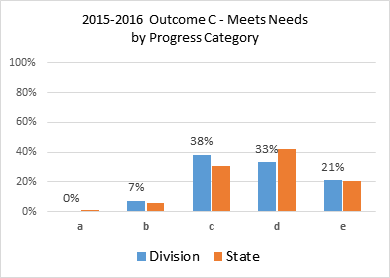 2015-2016 Outcome C - Meets Needs
by Progress Category
100%
80%
60%
40%
20%
0%
0%
7%
38%
33%
21%
a b c d e
Division State